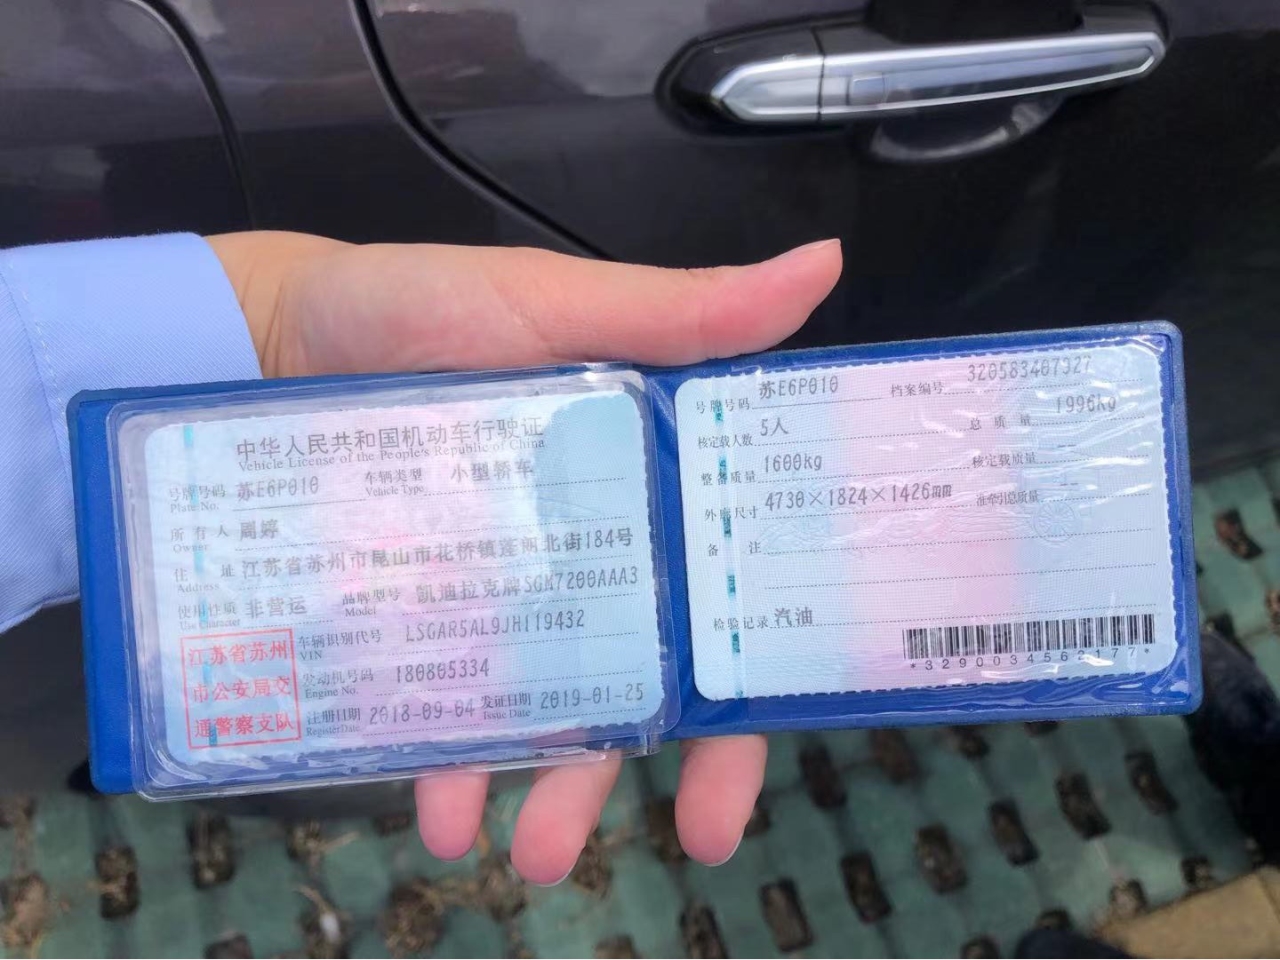 中华人民共和国机动车行驶证
Vehicle License of the People's Republic of China
号牌号码 苏E6P010 车辆类型 小型轿车
Plate No. Vehicle Type
所有人 周婷
Owner
住址 江苏省苏州市昆山市花桥镇蓬阆北街184号
Address
使用性质 非营运 品牌型号 凯迪拉克牌SGM7200AAA3
Use Character Model
江苏省苏州
市公安局交
通警察支队
车辆识别代号 LSGAR5AL9JH119432
VIN
发动机号码 180805334
Engine No.
注册日期 2018-09-04 发证日期 2019-01-25
Register Date Issue Date
号牌号码 苏E6P010 档案编号 320583407327
核定载人数 5人 总质量 1996kg
整备质量 1600kg 核定载质量 --
外廓尺寸 4730×1824×1426mm 准牵引总质量 --
备注
检验记录 汽油
*3290034562177*